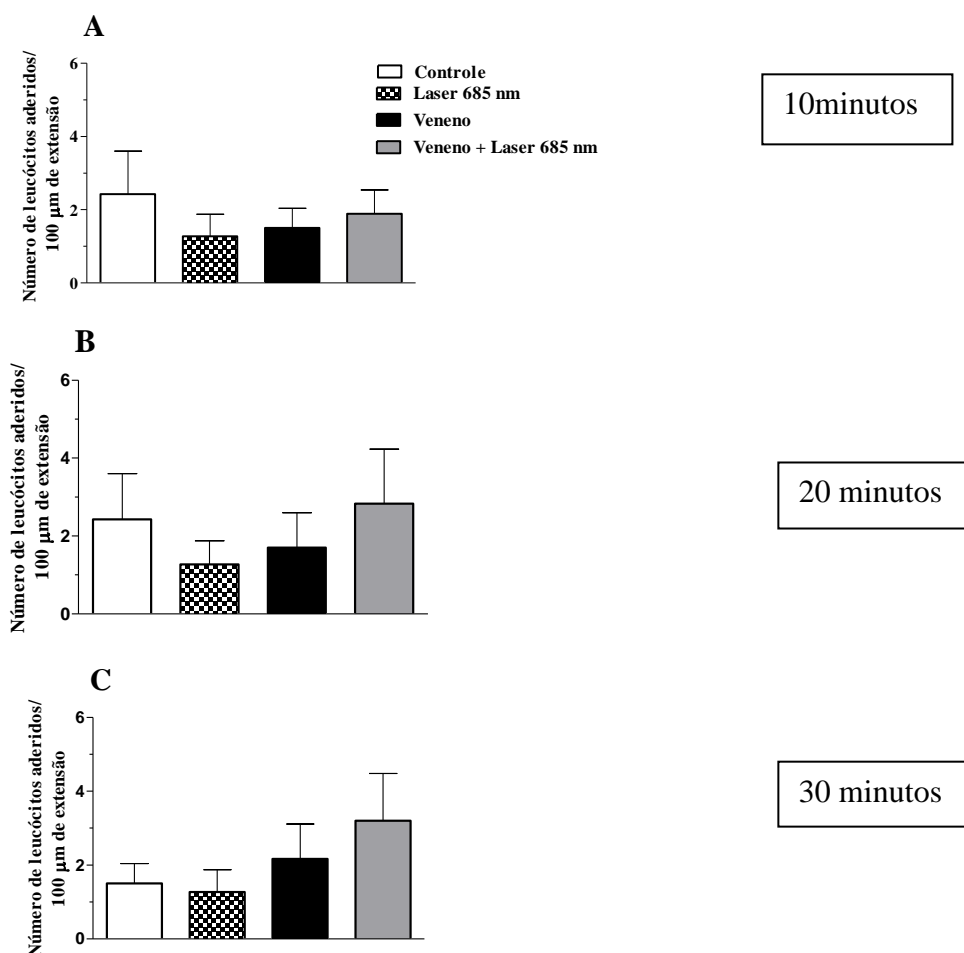 A
6
4
2
0
Número de leucócitos aderidos/
100 µm de extensão
Controle
Laser 685 nm
Veneno
Veneno + Laser 685 nm
10minutos
B
6
4
2
0
Número de leucócitos aderidos/
100 µm de extensão
20 minutos
C
6
4
2
0
Número de leucócitos aderidos/
100 µm de extensão
30 minutos